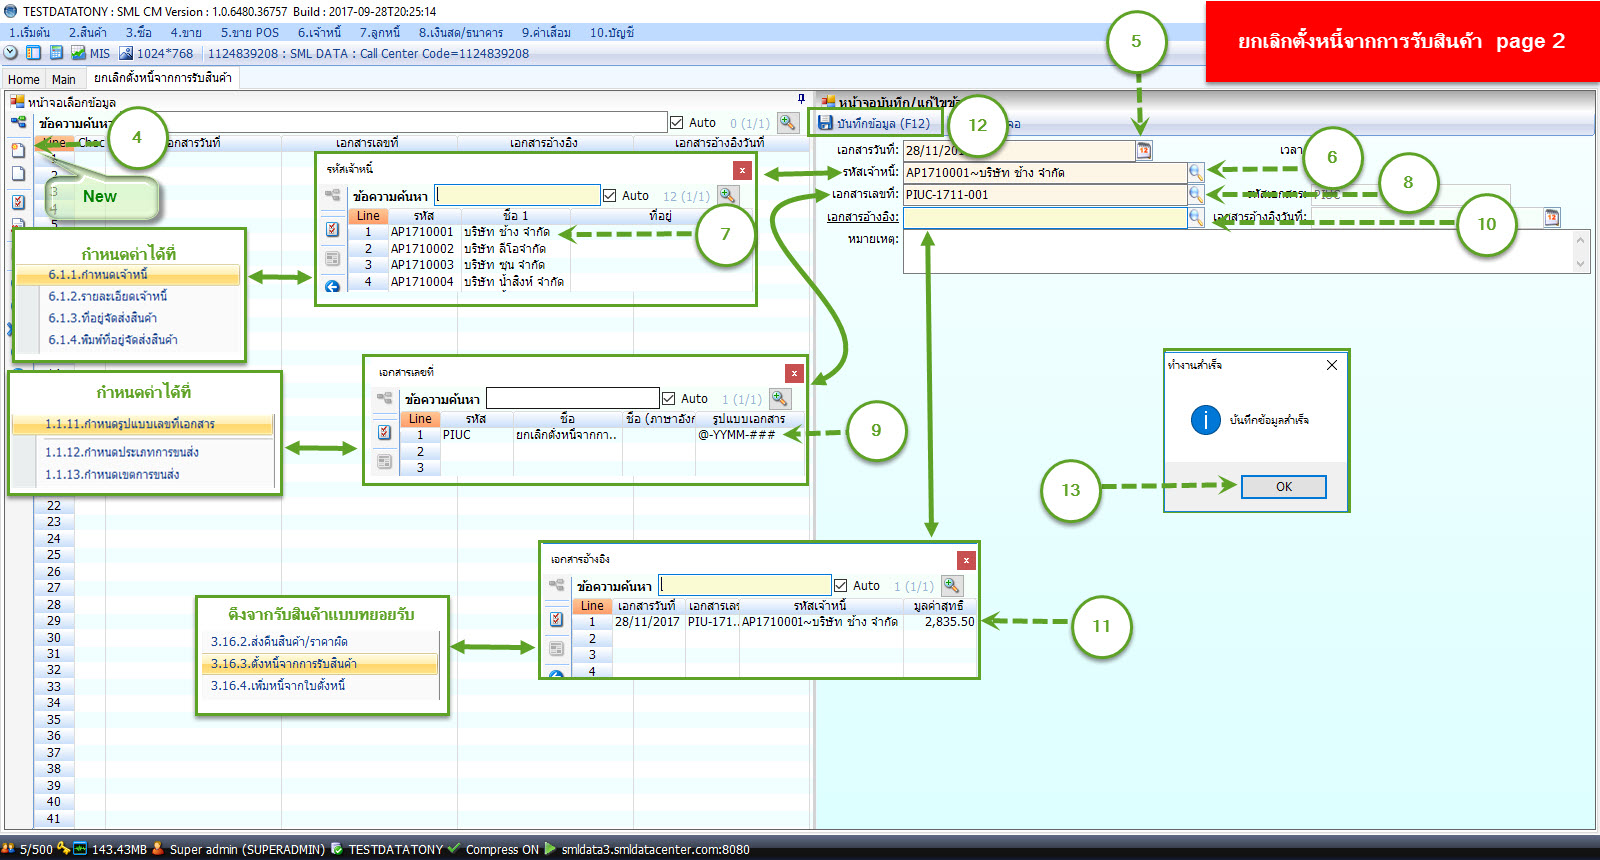 TESTDATATONY : SML CM Version : 1.0.6480.36757  Build : 2017-09-28T20:25:14
1.เริ่มต้น 2.สินค้า 3.ซื้อ 4.ขาย 5.ขาย POS 6.เจ้าหนี้ 7.ลูกหนี้ 8.เงินสด/ธนาคาร 9.ค่าเสื่อม 10.บัญชี
MIS 1024*768 1124839208 : SML DATA : Call Center Code=1124839208
Home Main ยกเลิกตั้งหนี้จากการรับสินค้า
ยกเลิกตั้งหนี้จากการรับสินค้า page 2
หน้าจอเลือกข้อมูล
ข้อความค้นหา Auto 0 (1/1)
Line Chec เอกสารวันที่ เอกสารเลขที่ เอกสารอ้างอิง เอกสารอ้างอิงวันที่
4
New
หน้าจอบันทึก/แก้ไข
บันทึกข้อมูล (F12)
12
5
เอกสารวันที่: 28/11/20 เวลา
รหัสเจ้าหนี้: AP1710001~บริษัท ช้าง จำกัด
6
เอกสารเลขที่: PIUC-1711-001 รหัสเอกสาร: PIUC
8
เอกสารอ้างอิง: เอกสารอ้างอิงวันที่:
10
หมายเหตุ:
รหัสเจ้าหนี้
ข้อความค้นหา Auto 12 (1/1)
Line รหัส ชื่อ 1 ที่อยู่
1 AP1710001 บริษัท ช้าง จำกัด
2 AP1710002 บริษัท ลีโอจำกัด
3 AP1710003 บริษัท ซุน จำกัด
4 AP1710004 บริษัท น้ำสิงห์ จำกัด
7
กำหนดค่าได้ที่
6.1.1.กำหนดเจ้าหนี้
6.1.2.รายละเอียดเจ้าหนี้
6.1.3.ที่อยู่จัดส่งสินค้า
6.1.4.พิมพ์ที่อยู่จัดส่งสินค้า
กำหนดค่าได้ที่
1.1.11.กำหนดรูปแบบเลขที่เอกสาร
1.1.12.กำหนดประเภทการขนส่ง
1.1.13.กำหนดเขตการขนส่ง
เอกสารเลขที่
ข้อความค้นหา Auto 1 (1/1)
Line รหัส ชื่อ ชื่อ (ภาษาอังก รูปแบบเอกสาร
1 PIUC ยกเลิกตั้งหนี้จากกา.. @-YYMM-###
2
3
9
ทำงานสำเร็จ
บันทึกข้อมูลสำเร็จ
OK
13
22
23
24
25
26
27
28
29
30
31
32
33
34
35
36
37
38
39
40
41
เอกสารอ้างอิง
ข้อความค้นหา Auto 1 (1/1)
Line เอกสารวันที่ เอกสารเลข รหัสเจ้าหนี้ มูลค่าสุทธิ
1 28/11/2017 PIU-171.. AP1710001~บริษัท ช้าง จำกัด 2,835.50
2
3
4
11
ดึงจากรับสินค้าแบบทยอยรับ
3.16.2.ส่งคืนสินค้า/ราคาผิด
3.16.3.ตั้งหนี้จากการรับสินค้า
3.16.4.เพิ่มหนี้จากใบตั้งหนี้
5/500 143.43MB Super admin (SUPERADMIN) TESTDATATONY Compress ON smldata3.smldatacenter.com:8080